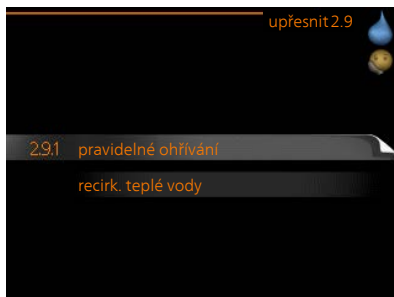 upřesnit 2.9
2.9.1 pravidelné ohřívání
recirk. teplé vody